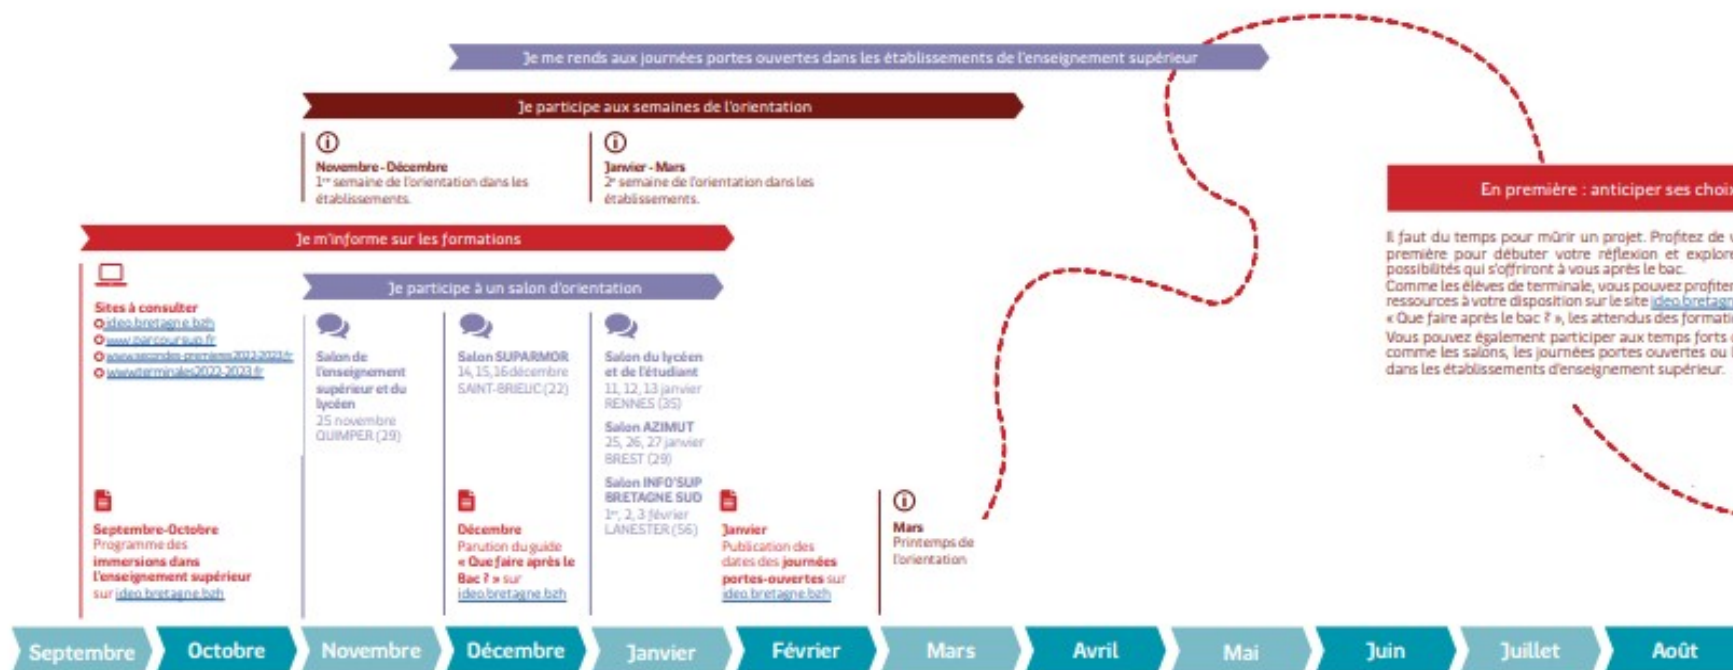 Je me rends aux journées portes ouvertes dans les établissements de l'enseignement supérieur
Je participe aux semaines de l'orientation
Novembre - Décembre
1re semaine de l'orientation dans les
établissements.
Janvier - Mars
2e semaine de l'orientation dans les
établissements.
Je m'informe sur les formations
Sites à consulter
ideo.bretagne.bzh
www.parcoursup.fr
www.secondes-premieres2022-2023.fr
www.terminales2022-2023.fr
Je participe à un salon d'orientation
Salon de
l'enseignement
supérieur et du
lycéen
25 novembre
QUIMPER (29)
Salon SUPARMOR
14, 15, 16 décembre
SAINT-BRIEUC (22)
Salon du lycéen
et de l'étudiant
11, 12, 13 janvier
RENNES (35)
Salon AZIMUT
25, 26, 27 janvier
BREST (29)
Salon INFO'SUP
BRETAGNE SUD
1er, 2, 3 février
LANESTER (56)
Septembre-Octobre
Programme des
immersions dans
l'enseignement supérieur
sur ideo.bretagne.bzh
Décembre
Parution du guide
« Que faire après le
Bac ? » sur
ideo.bretagne.bzh
Janvier
Publication des
dates des journées
portes-ouvertes sur
ideo.bretagne.bzh
Mars
Printemps de
l'orientation
En première : anticiper ses choix
Il faut du temps pour mûrir un projet. Profitez de
première pour débuter votre réflexion et explore
possibilités qui s'offriront à vous après le bac.
Comme les élèves de terminale, vous pouvez profiter
ressources à votre disposition sur le site ideo.bretagn
« Que faire après le bac ? », les attendus des formati
Vous pouvez également participer aux temps forts
comme les salons, les journées portes ouvertes ou
dans les établissements d'enseignement supérieur.
Septembre
Octobre
Novembre
Décembre
Janvier
Février
Mars
Avril
Mai
Juin
Juillet
Août